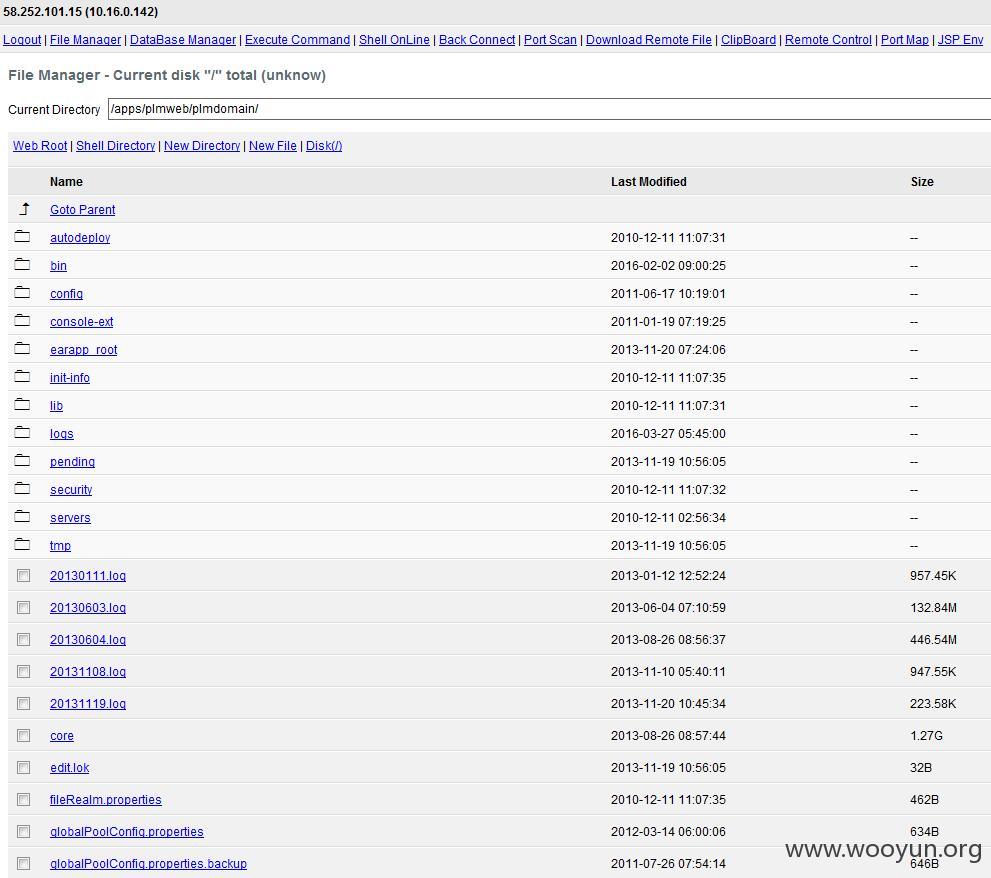 58.252.101.15 (10.16.0.142)
Logout | File Manager | DataBase Manager | Execute Command | Shell OnLine | Back Connect | Port Scan | Download Remote File | ClipBoard | Remote Control | Port Map | JSP Env
File Manager - Current disk "/" total (unknow)
Current Directory /apps/plmweb/plmdomain/
Web Root | Shell Directory | New Directory | New File | Disk(/)
Name Last Modified Size
Goto Parent
autodeploy 2010-12-11 11:07:31 --
bin 2016-02-02 09:00:25 --
config 2011-06-17 10:19:01 --
console-ext 2011-01-19 07:19:25 --
earapp_root 2013-11-20 07:24:06 --
init-info 2010-12-11 11:07:35 --
lib 2010-12-11 11:07:31 --
logs 2016-03-27 05:45:00 --
pending 2013-11-19 10:56:05 --
security 2010-12-11 11:07:32 --
servers 2010-12-11 02:56:34 --
tmp 2013-11-19 10:56:05 --
20130111.log 2013-01-12 12:52:24 957.45K
20130603.log 2013-06-04 07:10:59 132.84M
20130604.log 2013-08-26 08:56:37 446.54M
20131108.log 2013-11-10 05:40:11 947.55K
20131119.log 2013-11-20 10:45:34 223.58K
core 2013-08-26 08:57:44 1.27G
edit.lok 2013-11-19 10:56:05 32B
fileRealm.properties 2010-12-11 11:07:35 462B
globalPoolConfig.properties 2012-03-14 06:00:06 634B
globalPoolConfig.properties.backup 2011-07-26 07:54:14 646B
www.wooyun.org